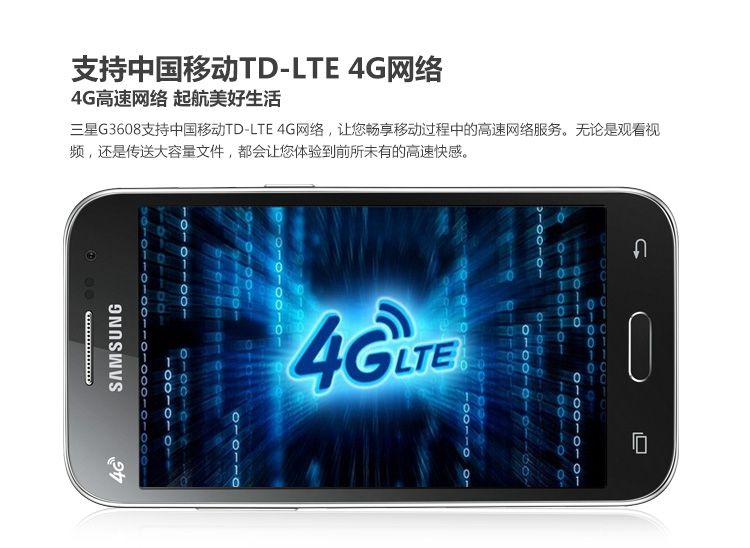 支持中国移动TD-LTE 4G网络
4G高速网络 起航美好生活
三星G3608支持中国移动TD-LTE 4G网络，让您畅享移动过程中的高速网络服务。无论是观看视
频，还是传送大容量文件，都会让您体验到前所未有的高速快感。
SAMSUNG
4G
4G LTE